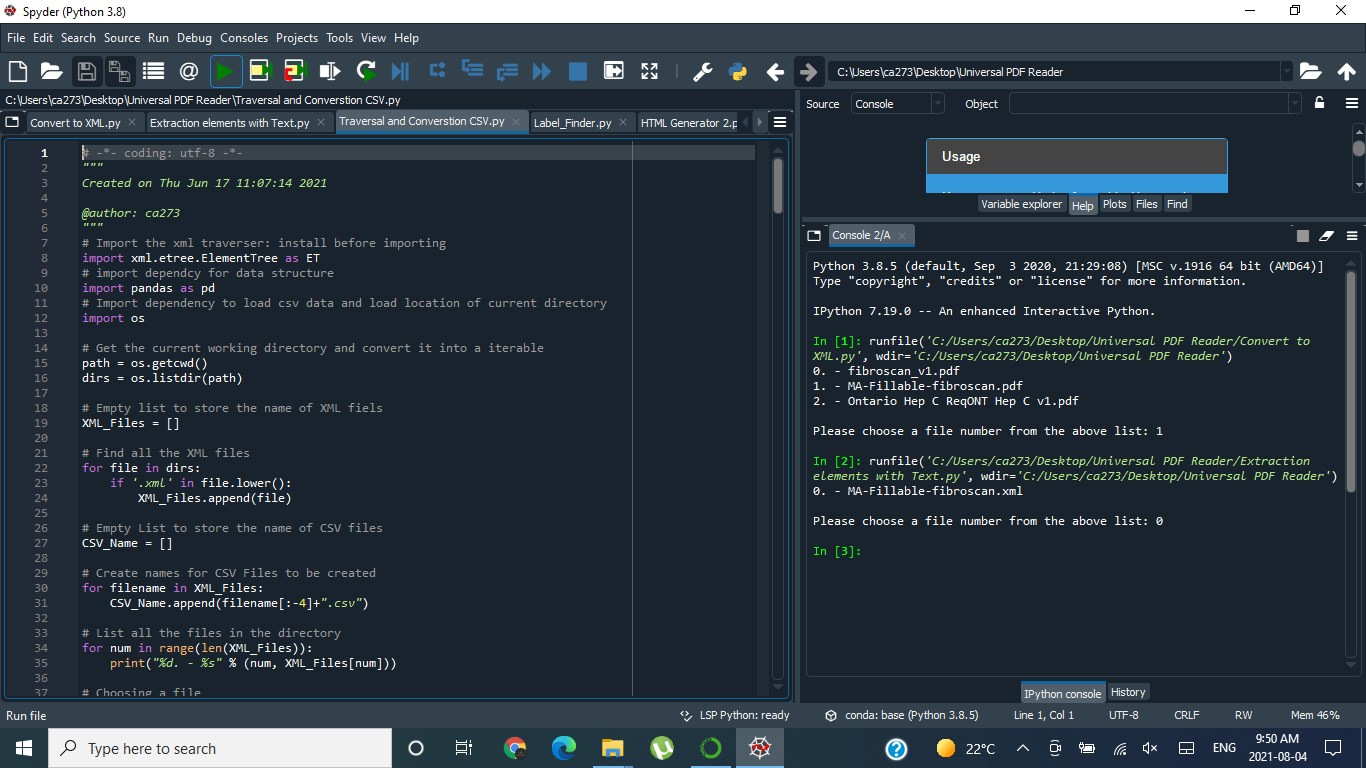 Spyder (Python 3.8)
File Edit Search Source Run Debug Consoles Projects Tools View Help
C:\Users\ca273\Desktop\Universal PDF Reader
C:\Users\ca273\Desktop\Universal PDF Reader\Traversal and Converstion CSV.py
Convert to XML.py
Extraction elements with Text.py
Traversal and Converstion CSV.py
Label_Finder.py
HTML Generator 2.p
1 # -*- coding: utf-8 -*-
2 """
3 Created on Thu Jun 17 11:07:14 2021
4
5 @author: ca273
6 """
7 # Import the xml traverser: install before importing
8 import xml.etree.ElementTree as ET
9 # import dependcy for data structure
10 import pandas as pd
11 # Import dependency to load csv data and load location of current directory
12 import os
13
14 # Get the current working directory and convert it into a iterable
15 path = os.getcwd()
16 dirs = os.listdir(path)
17
18 # Empty list to store the name of XML fiels
19 XML_Files = []
20
21 # Find all the XML files
22 for file in dirs:
23     if '.xml' in file.lower():
24         XML_Files.append(file)
25
26 # Empty List to store the name of CSV files
27 CSV_Name = []
28
29 # Create names for CSV Files to be created
30 for filename in XML_Files:
31     CSV_Name.append(filename[:-4]+".csv")
32
33 # List all the files in the directory
34 for num in range(len(XML_Files)):
35     print("%d. - %s" % (num, XML_Files[num]))
36
37 # Choosing a file
Source Console Object
Usage
Variable explorer Help Plots Files Find
Console 2/A
Python 3.8.5 (default, Sep  3 2020, 21:29:08) [MSC v.1916 64 bit (AMD64)]
Type "copyright", "credits" or "license" for more information.
IPython 7.19.0 -- An enhanced Interactive Python.
In [1]: runfile('C:/Users/ca273/Desktop/Universal PDF Reader/Convert to
XML.py', wdir='C:/Users/ca273/Desktop/Universal PDF Reader')
0. - fibroscan_v1.pdf
1. - MA-Fillable-fibroscan.pdf
2. - Ontario Hep C ReqONT Hep C v1.pdf
Please choose a file number from the above list: 1
In [2]: runfile('C:/Users/ca273/Desktop/Universal PDF Reader/Extraction
elements with Text.py', wdir='C:/Users/ca273/Desktop/Universal PDF Reader')
0. - MA-Fillable-fibroscan.xml
Please choose a file number from the above list: 0
In [3]:
IPython console History
Run file
LSP Python: ready
conda: base (Python 3.8.5)
Line 1, Col 1
UTF-8
CRLF
RW
Mem 46%
Type here to search
22°C
ENG
9:50 AM
2021-08-04